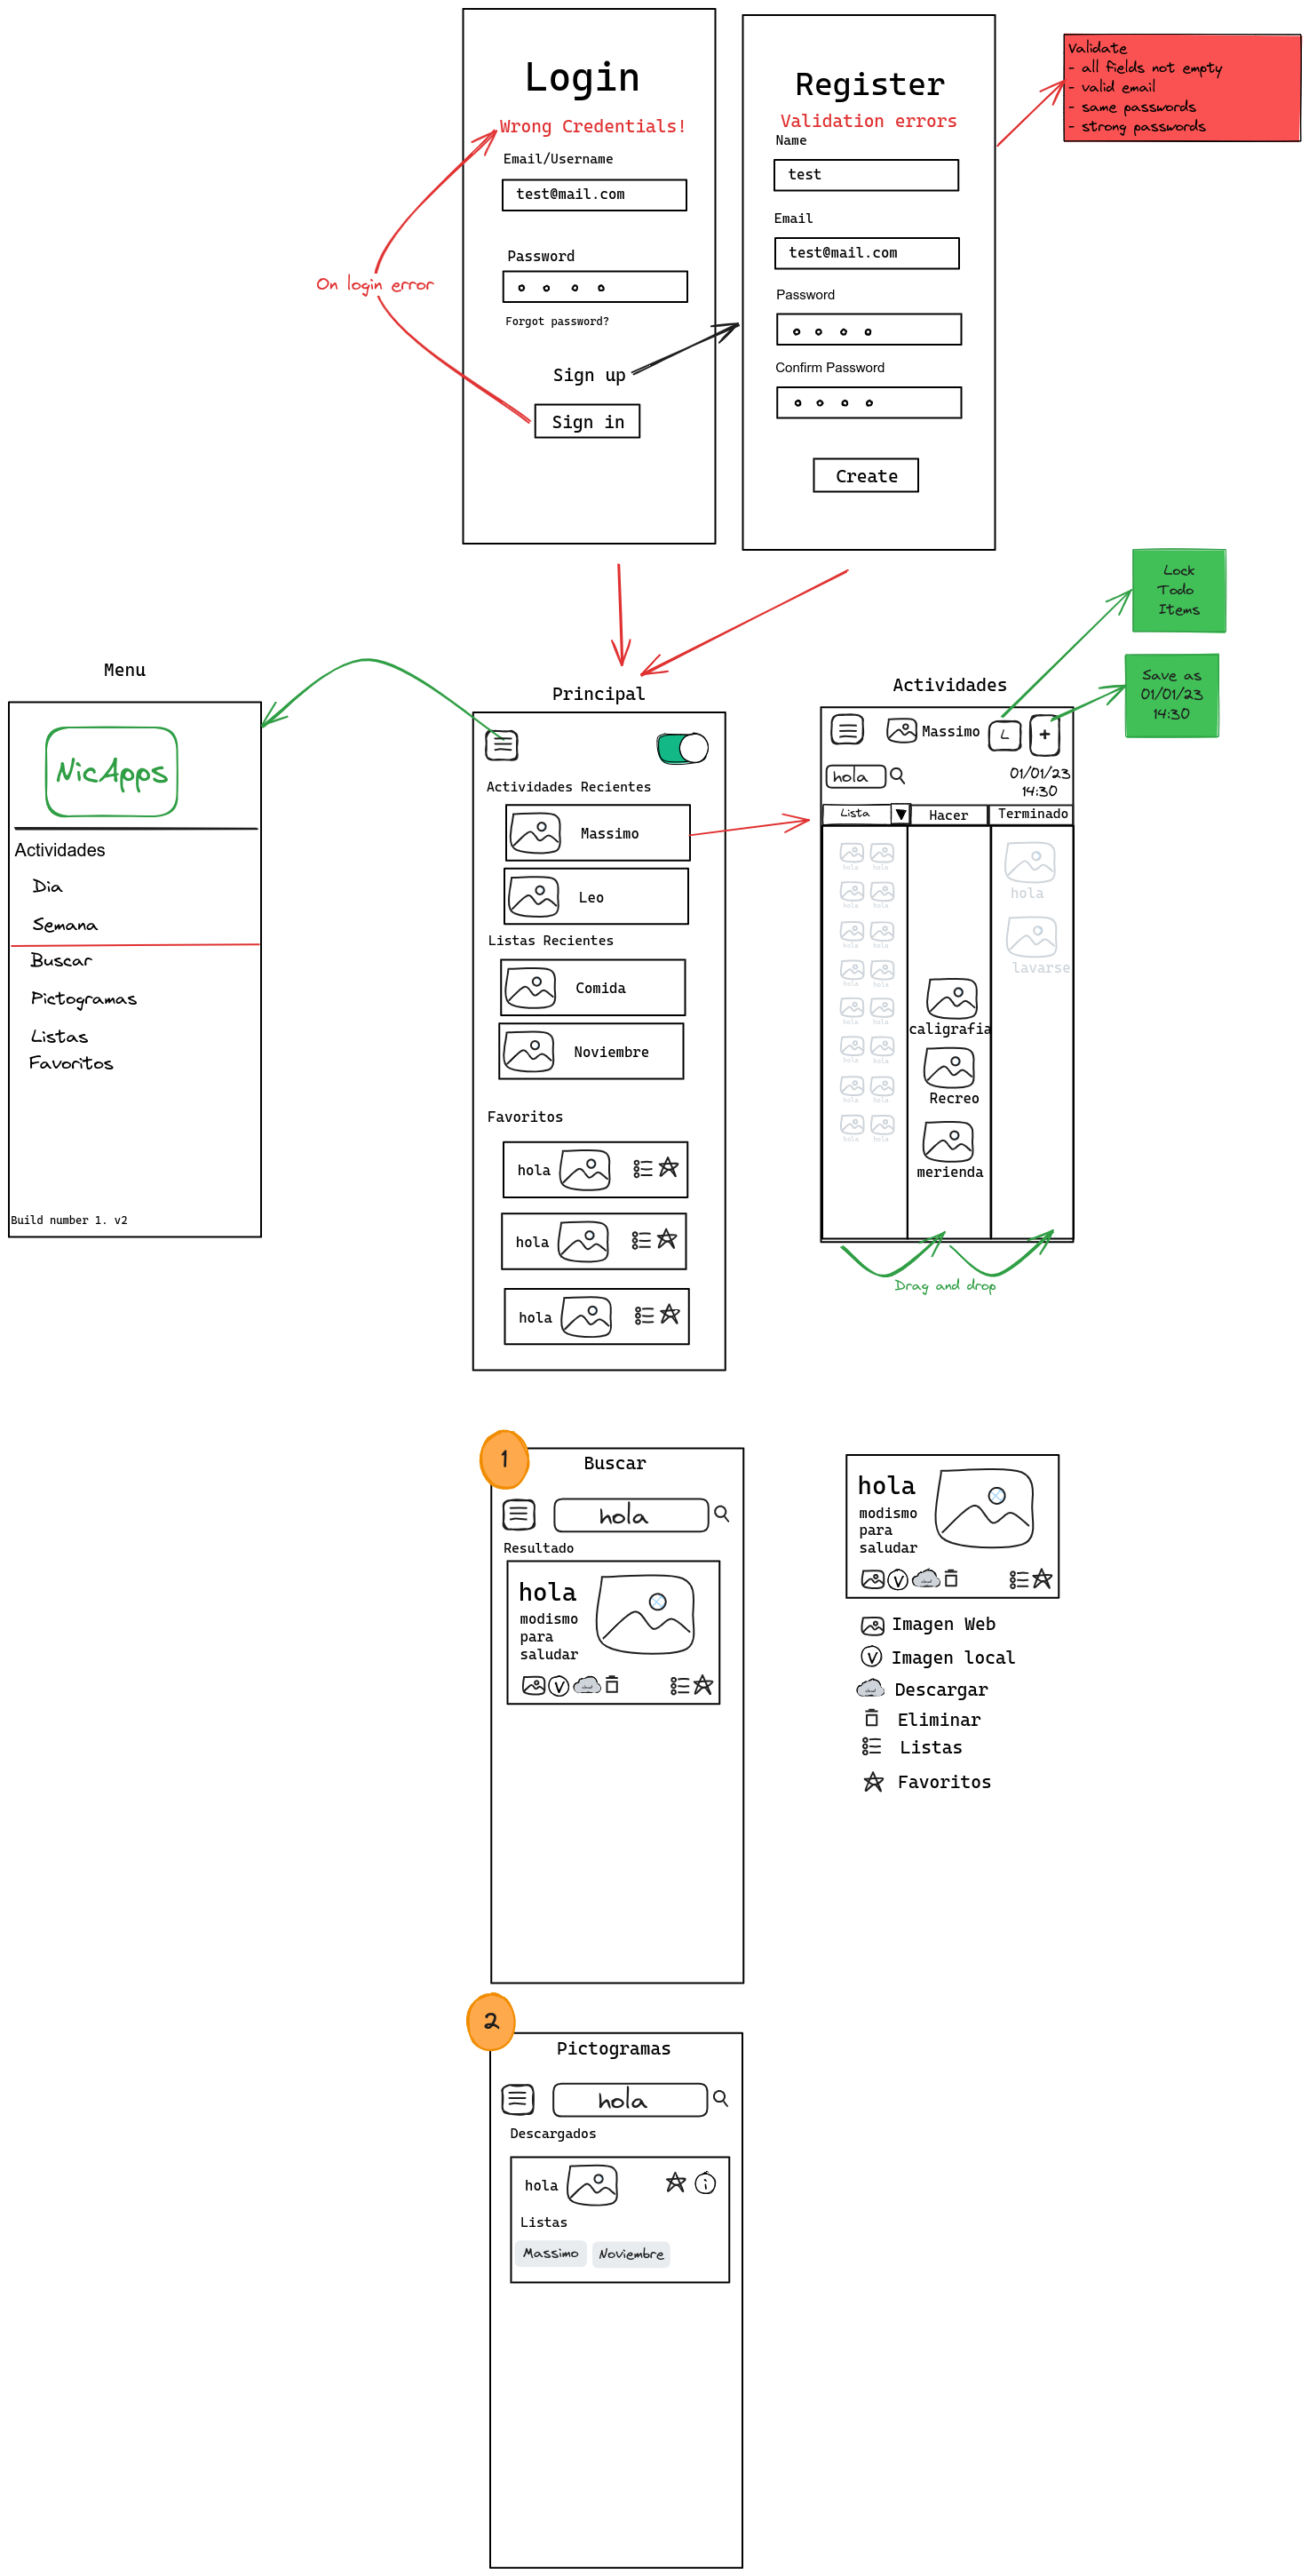 Login
Wrong Credentials!
Email/Username
test@mail.com
Password
Forgot password?
Sign up
Sign in
On login error
Register
Validation errors
Name
test
Email
test@mail.com
Password
Confirm Password
Create
Validate
- all fields not empty
- valid email
- same passwords
- strong passwords
Menu
NicApps
Actividades
Dia
Semana
Buscar
Pictogramas
Listas
Favoritos
Build number 1. v2
Principal
Actividades Recientes
Massimo
Leo
Listas Recientes
Comida
Noviembre
Favoritos
hola
hola
hola
Actividades
Massimo
L
+
hola
01/01/23
14:30
Lista
Hacer
Terminado
hola hola
hola hola
hola hola
hola hola
hola hola
hola hola
hola hola
hola hola
caligrafia
Recreo
merienda
hola
lavarse
Drag and drop
Lock
Todo
Items
Save as
01/01/23
14:30
1
Buscar
hola
Resultado
hola
modismo
para
saludar
V
hola
modismo
para
saludar
V
Imagen Web
V Imagen local
Descargar
Eliminar
Listas
Favoritos
2
Pictogramas
hola
Descargados
hola
i
Listas
Massimo Noviembre